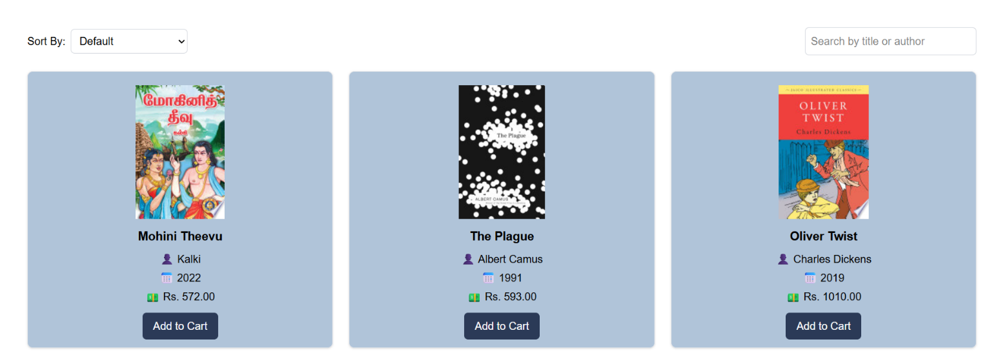 Sort By: Default
Search by title or author
மோகினித்
தீவு
கல்கி
Mohini Theevu
Kalki
2022
Rs. 572.00
Add to Cart
The Plague
ALBERT CAMUS
The Plague
Albert Camus
1991
Rs. 593.00
Add to Cart
JAICO ILLUSTRATED CLASSICS
OLIVER
TWIST
Charles Dickens
Oliver Twist
Charles Dickens
2019
Rs. 1010.00
Add to Cart